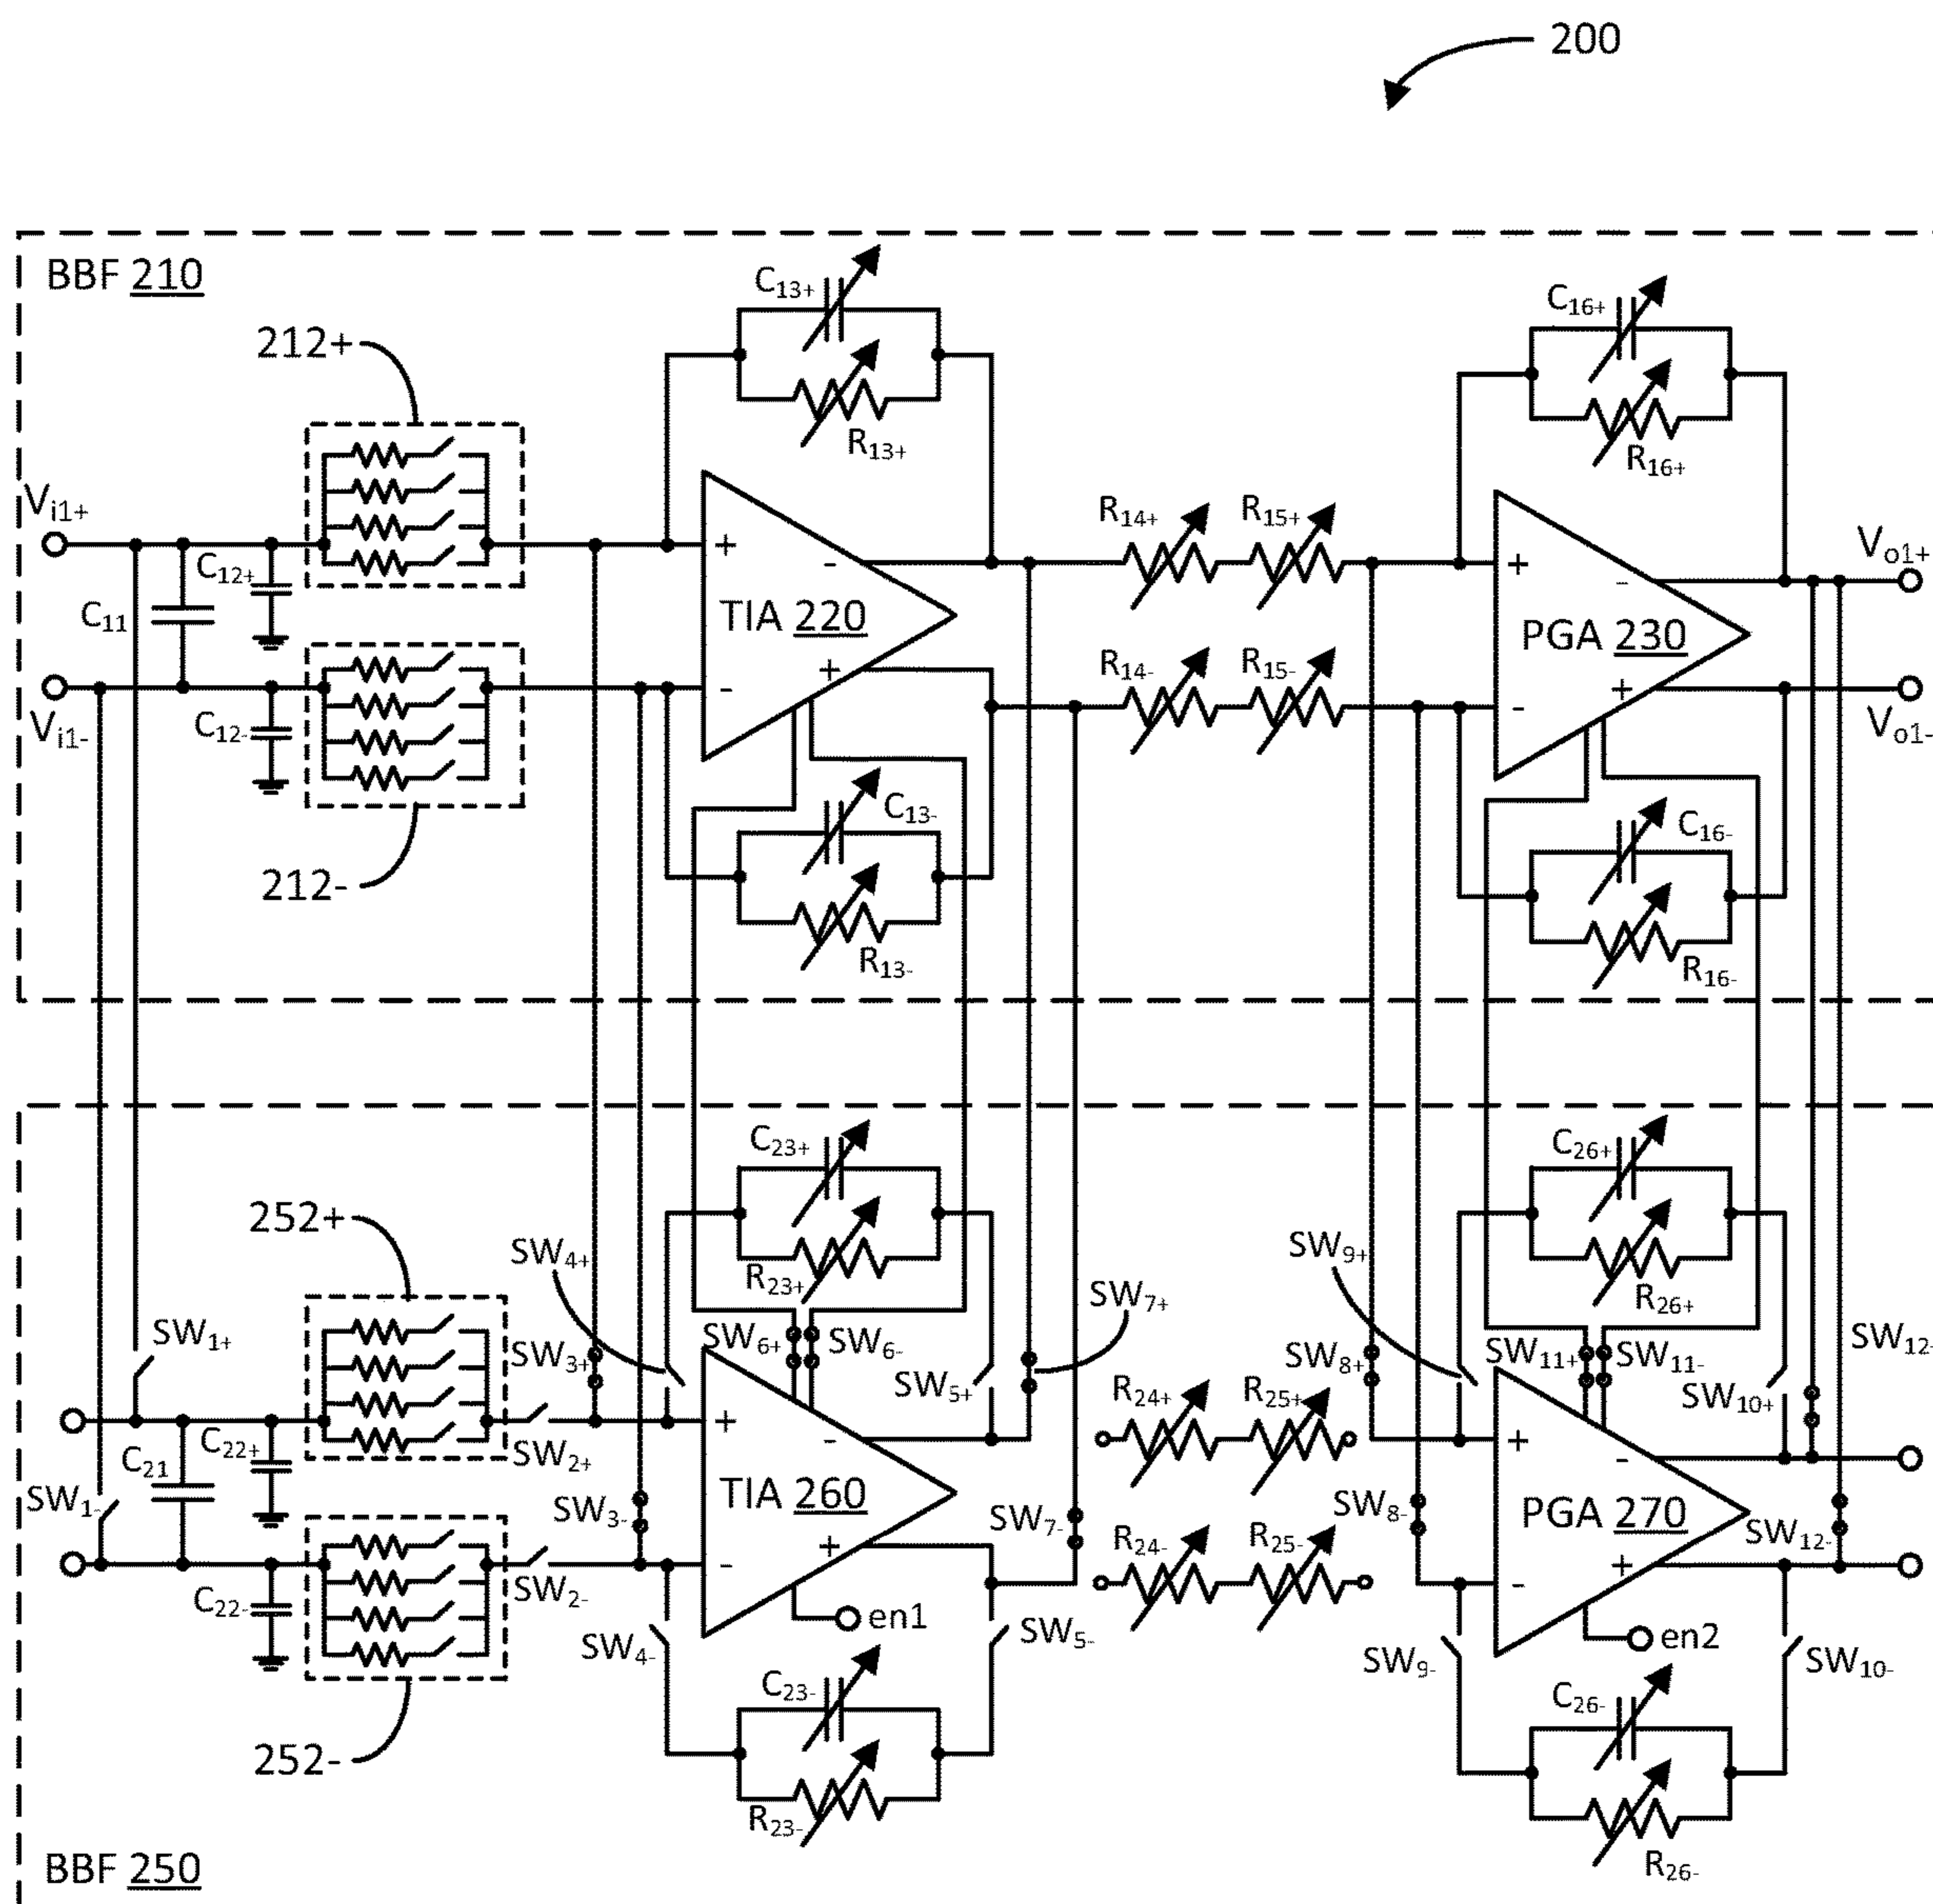 200
BBF 210
C13+
C16+
212+
R13+
R16+
Vi1+
R14+
R15+
C12+
+
-
+
-
Vo1+
C11
TIA 220
PGA 230
R14-
R15-
+
-
+
-
Vi1-
C12-
Vo1-
C13-
C16-
212-
R13-
R16-
C23+
C26+
252+
SW4+
SW9+
R23+
SW7+
R26+
SW1+
SW3+
SW6+
SW6-
SW8+
SW11+
SW11-
SW12-
SW5+
R24+
R25+
SW10+
C22+
C21
SW2+
+
-
+
-
SW1-
SW3-
TIA 260
SW7-
SW8-
PGA 270
SW12-
R24-
R25-
+
-
+
-
C22-
SW2-
en1
SW5-
en2
SW4-
SW9-
SW10-
C23-
C26-
252-
R23-
R26-
BBF 250